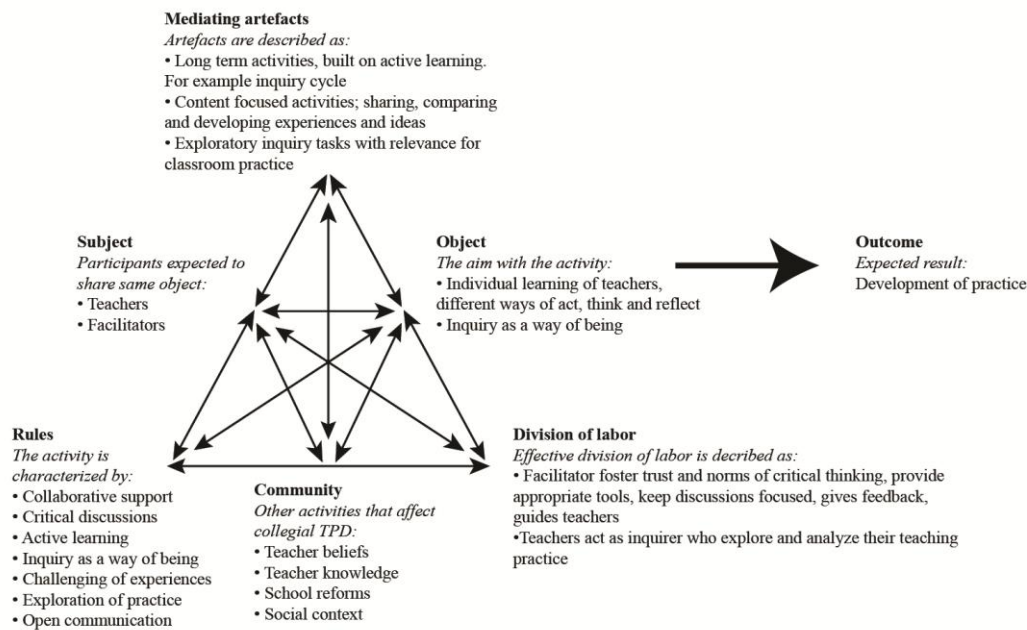 Mediating artefacts
Artefacts are described as:
• Long term activities, built on active learning.
For example inquiry cycle
• Content focused activities; sharing, comparing
and developing experiences and ideas
• Exploratory inquiry tasks with relevance for
classroom practice
Subject
Participants expected to
share same object:
• Teachers
• Facilitators
Object
The aim with the activity:
• Individual learning of teachers,
different ways of act, think and reflect
• Inquiry as a way of being
Outcome
Expected result:
Development of practice
Rules
The activity is
characterized by:
• Collaborative support
• Critical discussions
• Active learning
• Inquiry as a way of being
• Challenging of experiences
• Exploration of practice
• Open communication
Community
Other activities that affect
collegial TPD:
• Teacher beliefs
• Teacher knowledge
• School reforms
• Social context
Division of labor
Effective division of labor is decribed as:
• Facilitator foster trust and norms of critical thinking, provide
appropriate tools, keep discussions focused, gives feedback,
guides teachers
•Teachers act as inquirer who explore and analyze their teaching
practice